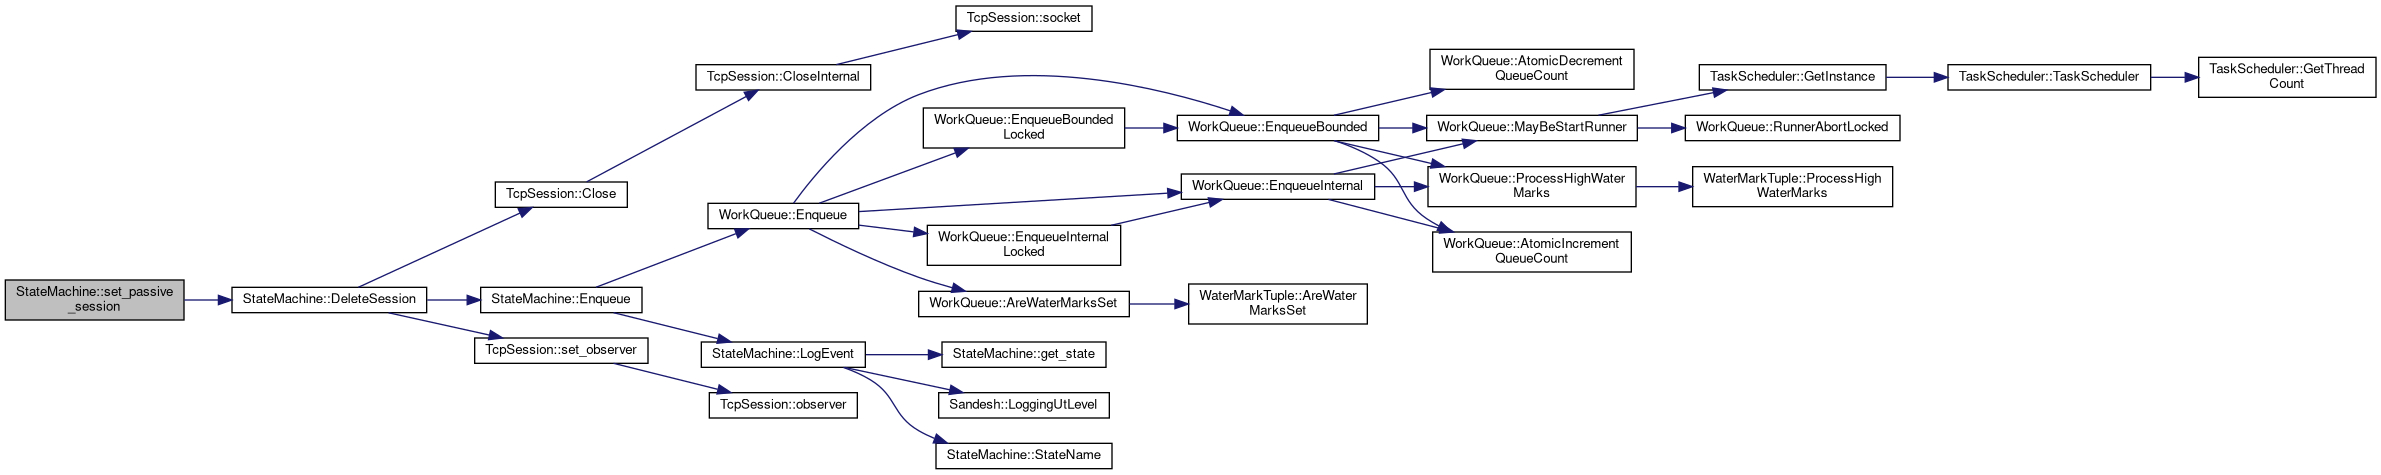 StateMachine::set_passive
_session
StateMachine::DeleteSession
TcpSession::Close
TcpSession::CloseInternal
TcpSession::socket
StateMachine::Enqueue
TcpSession::set_observer
TcpSession::observer
WorkQueue::Enqueue
StateMachine::LogEvent
WorkQueue::EnqueueBounded
Locked
WorkQueue::EnqueueInternal
Locked
WorkQueue::AreWaterMarksSet
StateMachine::get_state
Sandesh::LoggingUtLevel
StateMachine::StateName
WorkQueue::EnqueueBounded
WorkQueue::EnqueueInternal
WaterMarkTuple::AreWater
MarksSet
WorkQueue::AtomicDecrement
QueueCount
WorkQueue::MayBeStartRunner
WorkQueue::ProcessHighWater
Marks
WorkQueue::AtomicIncrement
QueueCount
TaskScheduler::GetInstance
WorkQueue::RunnerAbortLocked
WaterMarkTuple::ProcessHigh
WaterMarks
TaskScheduler::TaskScheduler
TaskScheduler::GetThread
Count